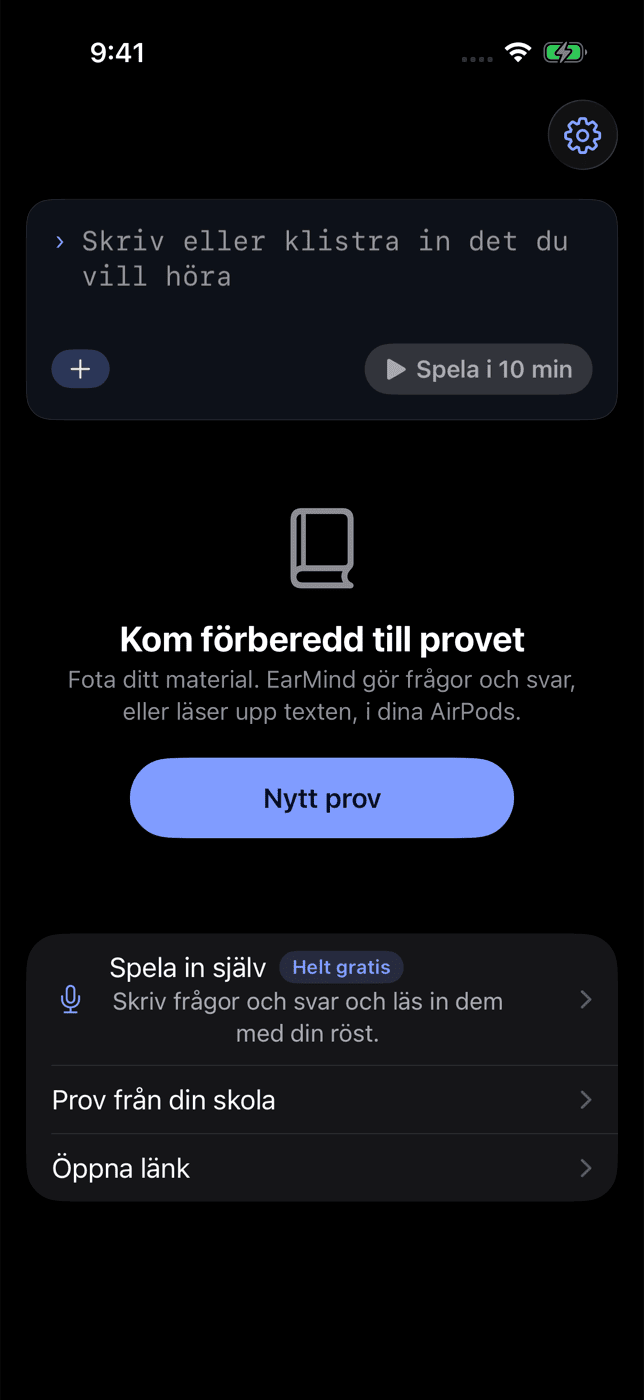 9:41
Skriv eller klistra in det du
vill höra
Spela i 10 min
Kom förberedd till provet
Fota ditt material. EarMind gör frågor och svar,
eller läser upp texten, i dina AirPods.
Nytt prov
Spela in själv Helt gratis
Skriv frågor och svar och läs in dem
med din röst.
Prov från din skola
Öppna länk